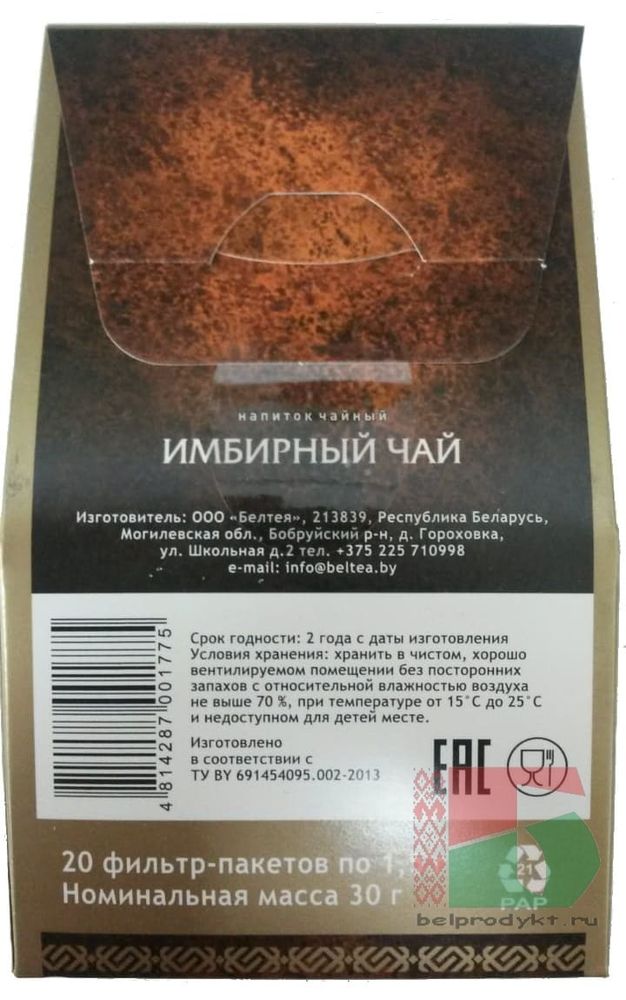 напиток чайный
ИМБИРНЫЙ ЧАЙ
Изготовитель: ООО «Белтея», 213839, Республика Беларусь,
Могилевская обл., Бобруйский р-н, д. Гороховка,
ул. Школьная д.2 тел. +375 225 710998
e-mail: info@beltea.by
Срок годности: 2 года с даты изготовления
Условия хранения: хранить в чистом, хорошо
вентилируемом помещении без посторонних
запахов с относительной влажностью воздуха
не выше 70 %, при температуре от 15°С до 25°С
и недоступном для детей месте.
Изготовлено
в соответствии с
ТУ BY 691454095.002-2013
4 814287 001775
EAC
20 фильтр-пакетов по 1,
Номинальная масса 30 г
21
PAP
belprodykt.ru